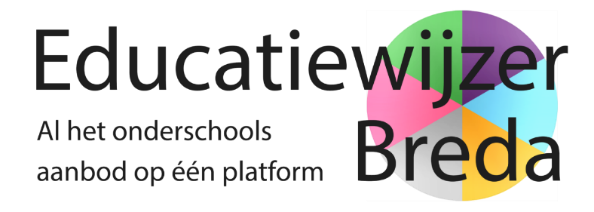 Educatiewijzer
Al het onderschools
aanbod op één platform
Breda